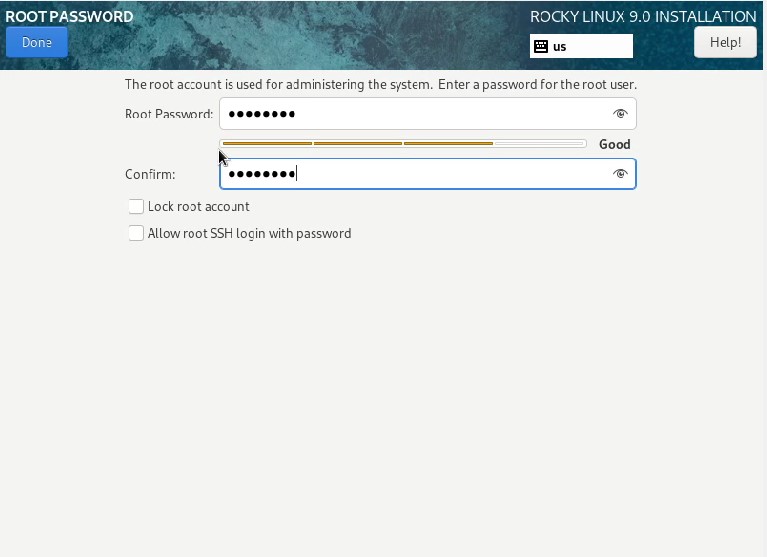 ROOT PASSWORD
ROCKY LINUX 9.0 INSTALLATION
Done
us
Help!
The root account is used for administering the system. Enter a password for the root user.
Root Password: ●●●●●●●●
Good
Confirm: ●●●●●●●●
Lock root account
Allow root SSH login with password